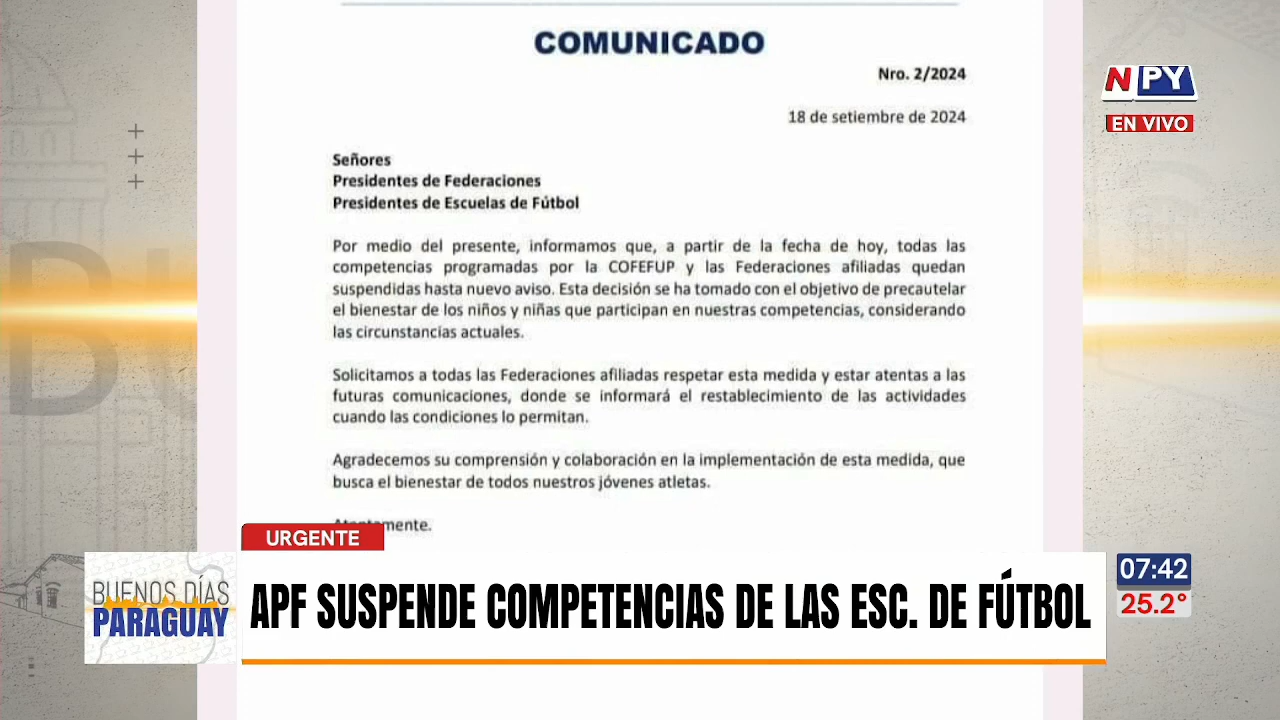 COMUNICADO
Nro. 2/2024
18 de setiembre de 2024
Señores
Presidentes de Federaciones
Presidentes de Escuelas de Fútbol
Por medio del presente, informamos que, a partir de la fecha de hoy, todas las
competencias programadas por la COFEFUP y las Federaciones afiliadas quedan
suspendidas hasta nuevo aviso. Esta decisión se ha tomado con el objetivo de precautelar
el bienestar de los niños y niñas que participan en nuestras competencias, considerando
las circunstancias actuales.
Solicitamos a todas las Federaciones afiliadas respetar esta medida y estar atentas a las
futuras comunicaciones, donde se informará el restablecimiento de las actividades
cuando las condiciones lo permitan.
Agradecemos su comprensión y colaboración en la implementación de esta medida, que
busca el bienestar de todos nuestros jóvenes atletas.
Atentamente.
NPY
EN VIVO
URGENTE
BUENOS DÍAS
PARAGUAY
APF SUSPENDE COMPETENCIAS DE LAS ESC. DE FÚTBOL
07:42
25.2°